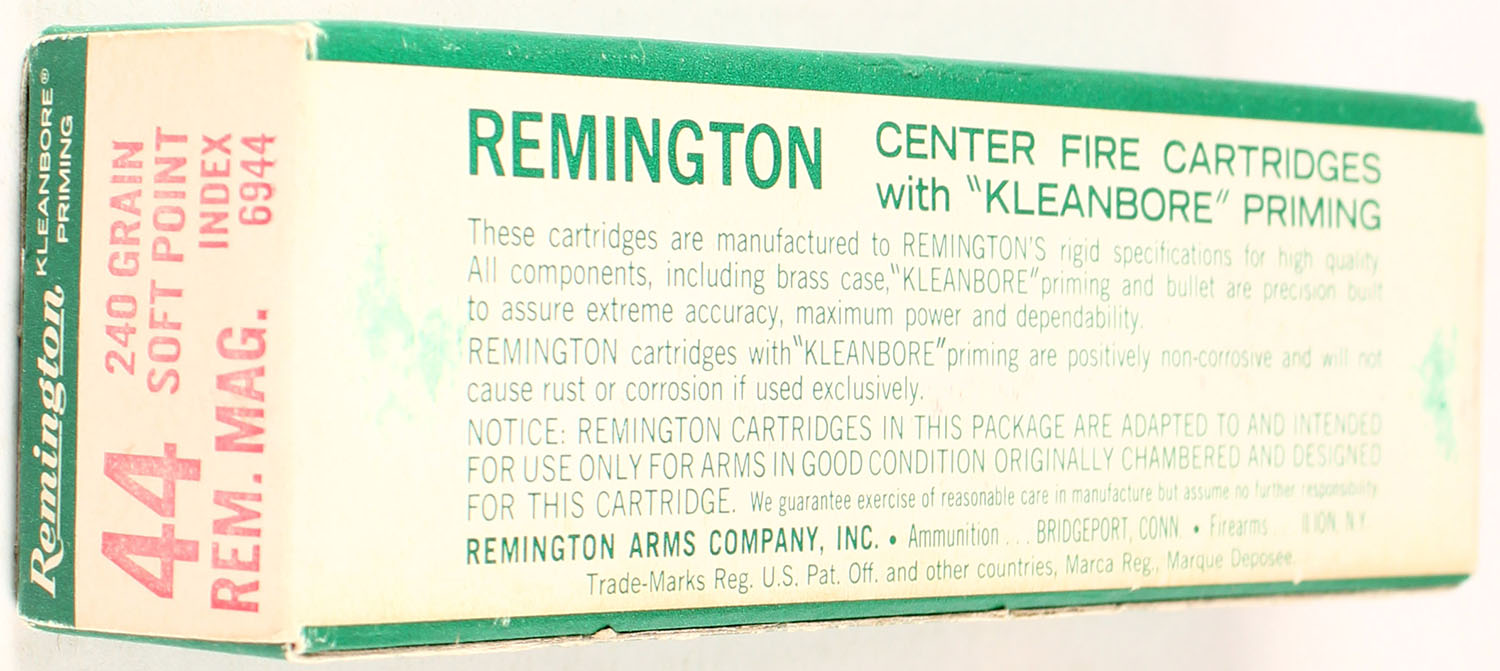 Remington KLEANBORE®
PRIMING
240 GRAIN
44 SOFT POINT
INDEX
REM. MAG. 6944
REMINGTON
CENTER FIRE CARTRIDGES
with "KLEANBORE" PRIMING
These cartridges are manufactured to REMINGTON'S rigid specifications for high quality
All components, including brass case, "KLEANBORE" priming and bullet are precision built
to assure extreme accuracy, maximum power and dependability.
REMINGTON cartridges with "KLEANBORE" priming are positively non-corrosive and will not
cause rust or corrosion if used exclusively.
NOTICE: REMINGTON CARTRIDGES IN THIS PACKAGE ARE ADAPTED TO AND INTENDED
FOR USE ONLY FOR ARMS IN GOOD CONDITION ORIGINALLY CHAMBERED AND DESIGNED
FOR THIS CARTRIDGE. We guarantee exercise of reasonable care in manufacture but assume no further responsibility
REMINGTON ARMS COMPANY, INC. • Ammunition ... BRIDGEPORT, CONN. • Firearms ILION, N.Y.
Trade-Marks Reg. U.S. Pat. Off. and other countries, Marca Reg., Marque Deposée.